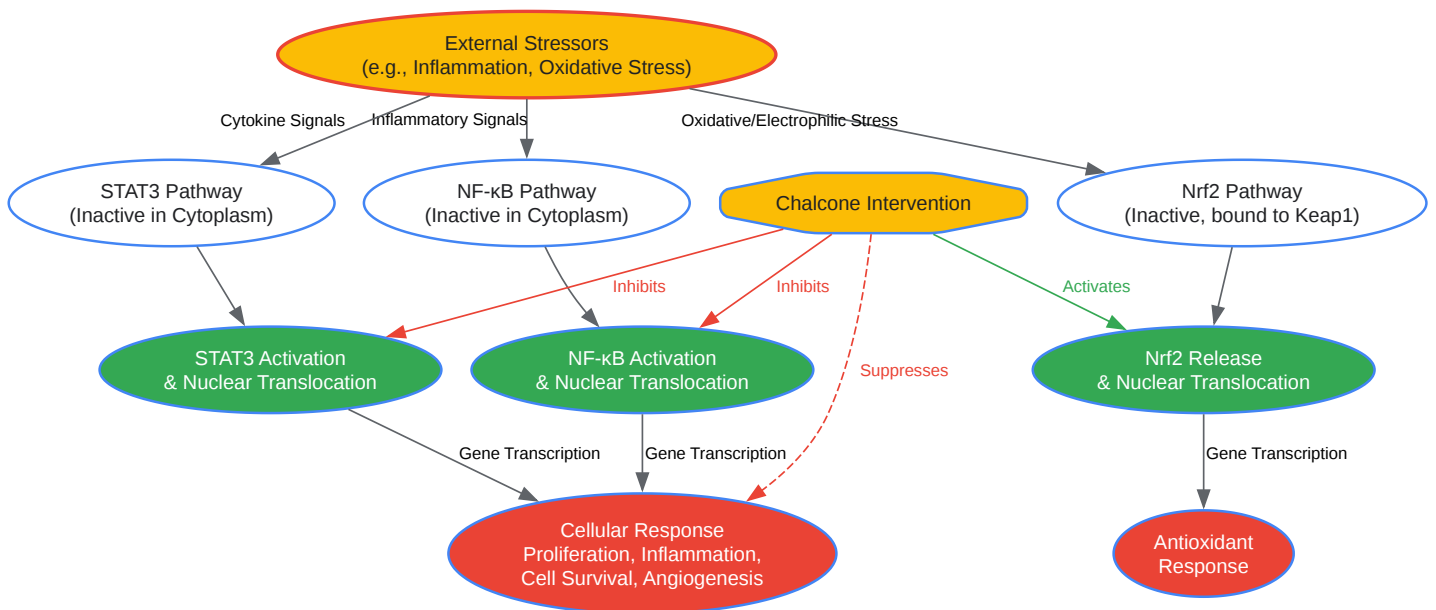 External Stressors
(e.g., Inflammation, Oxidative Stress)
Cytokine Signals
Inflammatory Signals
Oxidative/Electrophilic Stress
STAT3 Pathway
(Inactive in Cytoplasm)
NF-κB Pathway
(Inactive in Cytoplasm)
Chalcone Intervention
Nrf2 Pathway
(Inactive, bound to Keap1)
Inhibits
Inhibits
Activates
STAT3 Activation
& Nuclear Translocation
NF-κB Activation
& Nuclear Translocation
Suppresses
Nrf2 Release
& Nuclear Translocation
Gene Transcription
Gene Transcription
Gene Transcription
Cellular Response
Proliferation, Inflammation,
Cell Survival, Angiogenesis
Antioxidant
Response